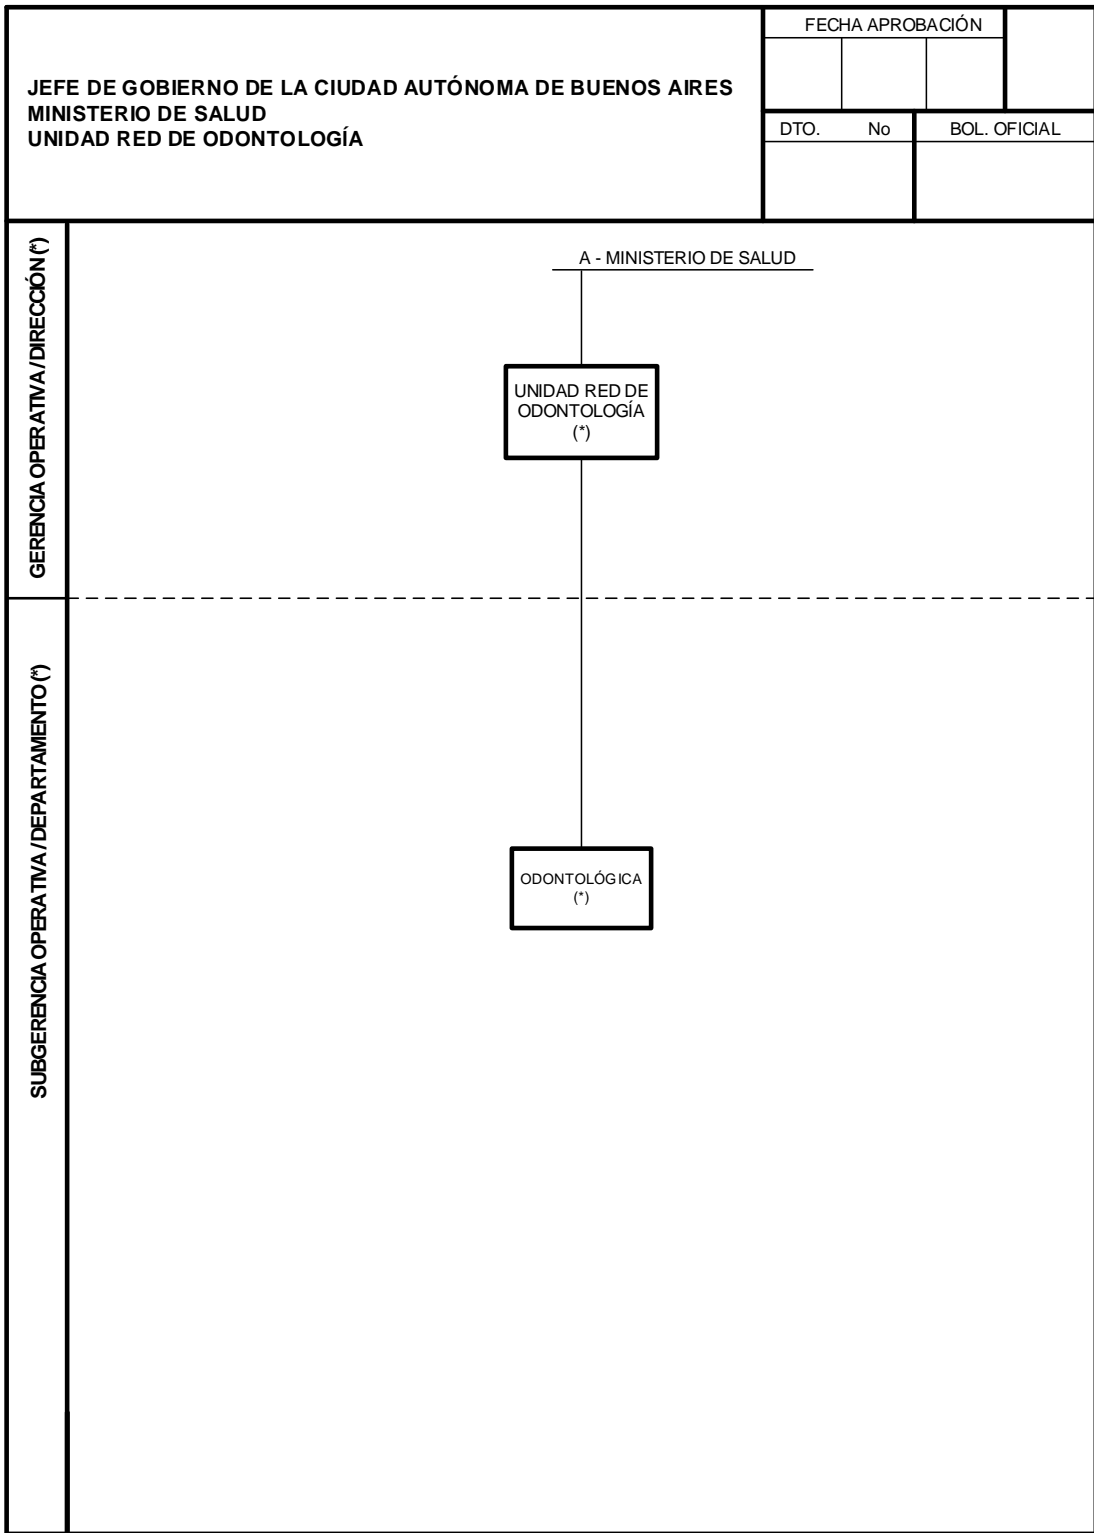 JEFE DE GOBIERNO DE LA CIUDAD AUTÓNOMA DE BUENOS AIRES
MINISTERIO DE SALUD
UNIDAD RED DE ODONTOLOGÍA
FECHA APROBACIÓN
DTO. No
BOL. OFICIAL
GERENCIA OPERATIVA/DIRECCIÓN (*)
A - MINISTERIO DE SALUD
UNIDAD RED DE
ODONTOLOGÍA
(*)
SUBGERENCIA OPERATIVA/DEPARTAMENTO (*)
ODONTOLÓGICA
(*)